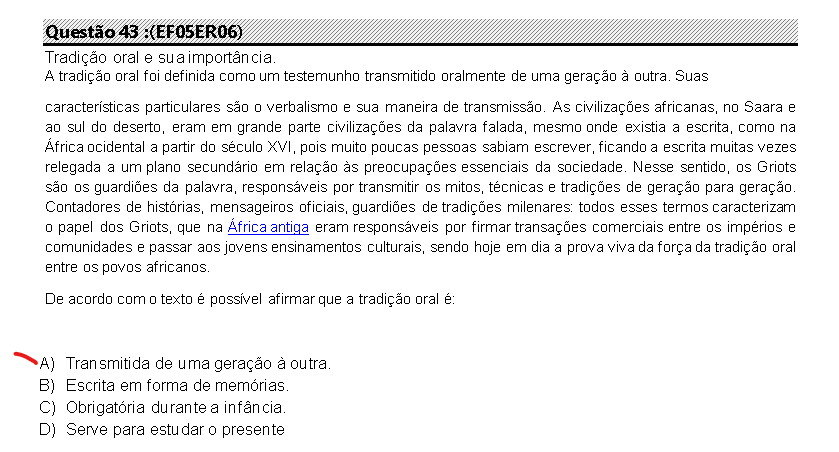 Questão 43 :(EF05ER06)
Tradição oral e sua importância.
A tradição oral foi definida como um testemunho transmitido oralmente de uma geração à outra. Suas
características particulares são o verbalismo e sua maneira de transmissão. As civilizações africanas, no Saara e
ao sul do deserto, eram em grande parte civilizações da palavra falada, mesmo onde existia a escrita, como na
África ocidental a partir do século XVI, pois muito poucas pessoas sabiam escrever, ficando a escrita muitas vezes
relegada a um plano secundário em relação às preocupações essenciais da sociedade. Nesse sentido, os Griots
são os guardiões da palavra, responsáveis por transmitir os mitos, técnicas e tradições de geração para geração.
Contadores de histórias, mensageiros oficiais, guardiões de tradições milenares: todos esses termos caracterizam
o papel dos Griots, que na África antiga eram responsáveis por firmar transações comerciais entre os impérios e
comunidades e passar aos jovens ensinamentos culturais, sendo hoje em dia a prova viva da força da tradição oral
entre os povos africanos.
De acordo com o texto é possível afirmar que a tradição oral é:
A) Transmitida de uma geração à outra.
B) Escrita em forma de memórias.
C) Obrigatória durante a infância.
D) Serve para estudar o presente